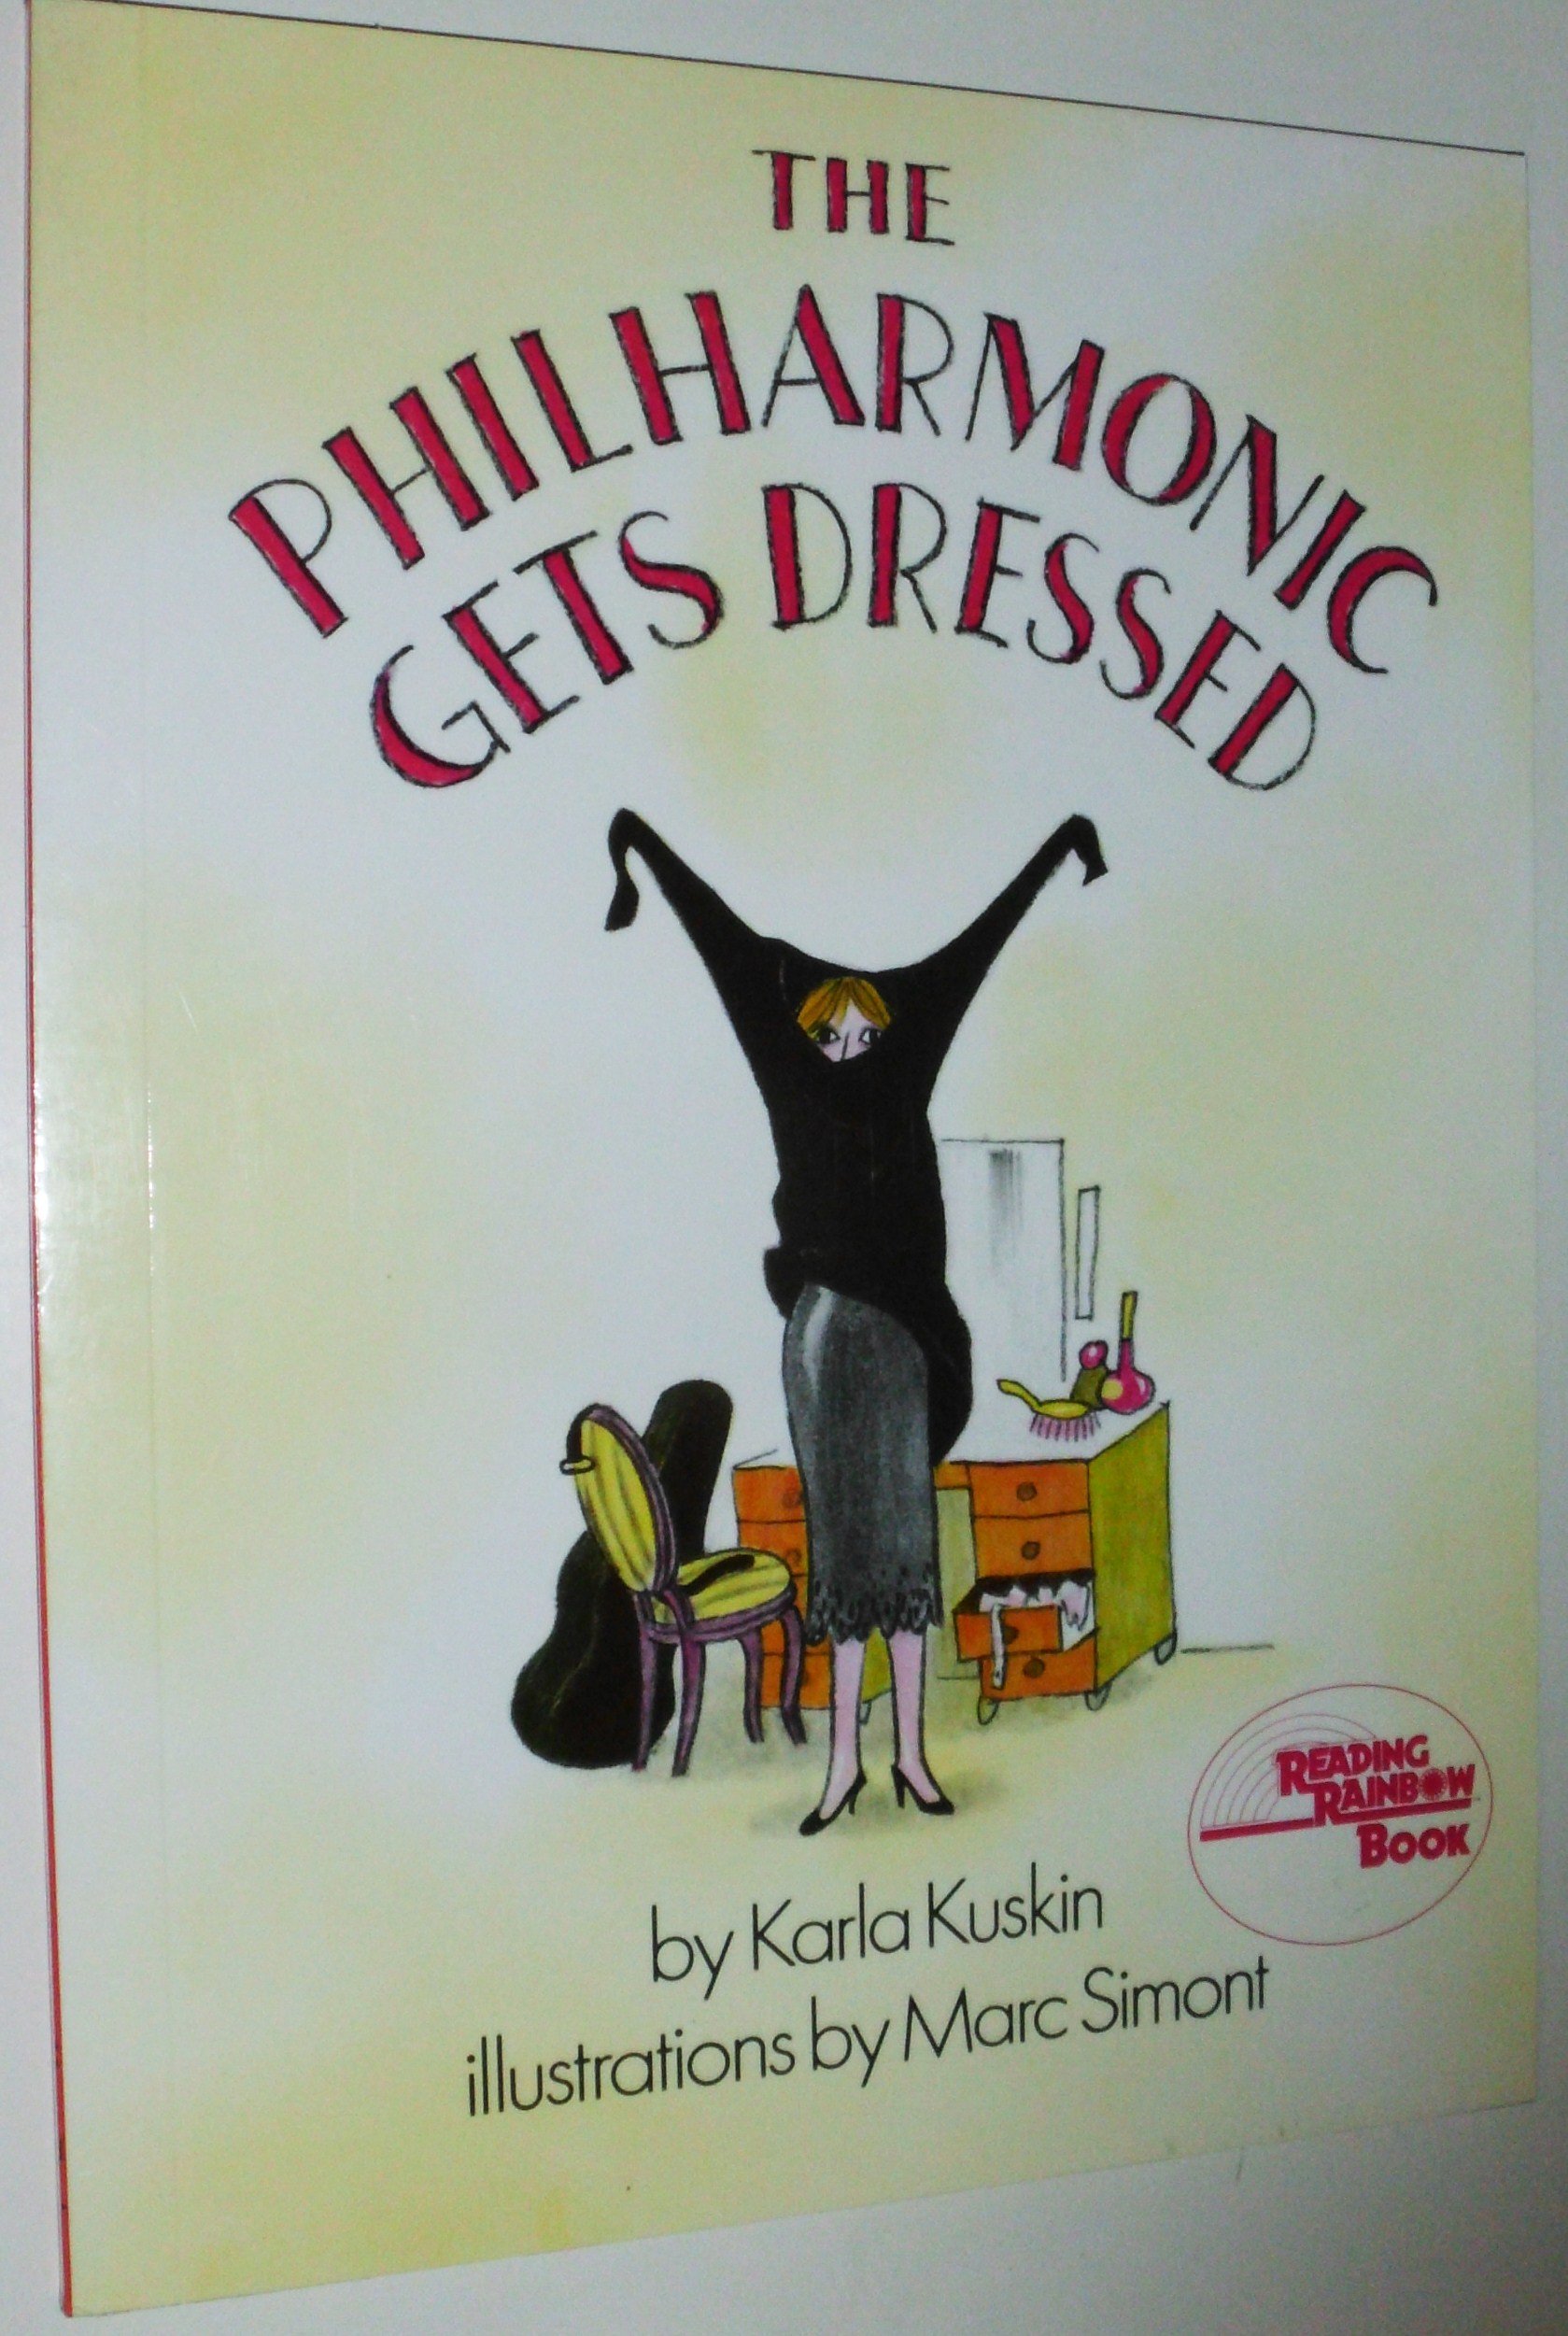 THE
PHILHARMONIC
GETS DRESSED
READING
RAINBOW
BOOK
by Karla Kuskin
illustrations by Marc Simont